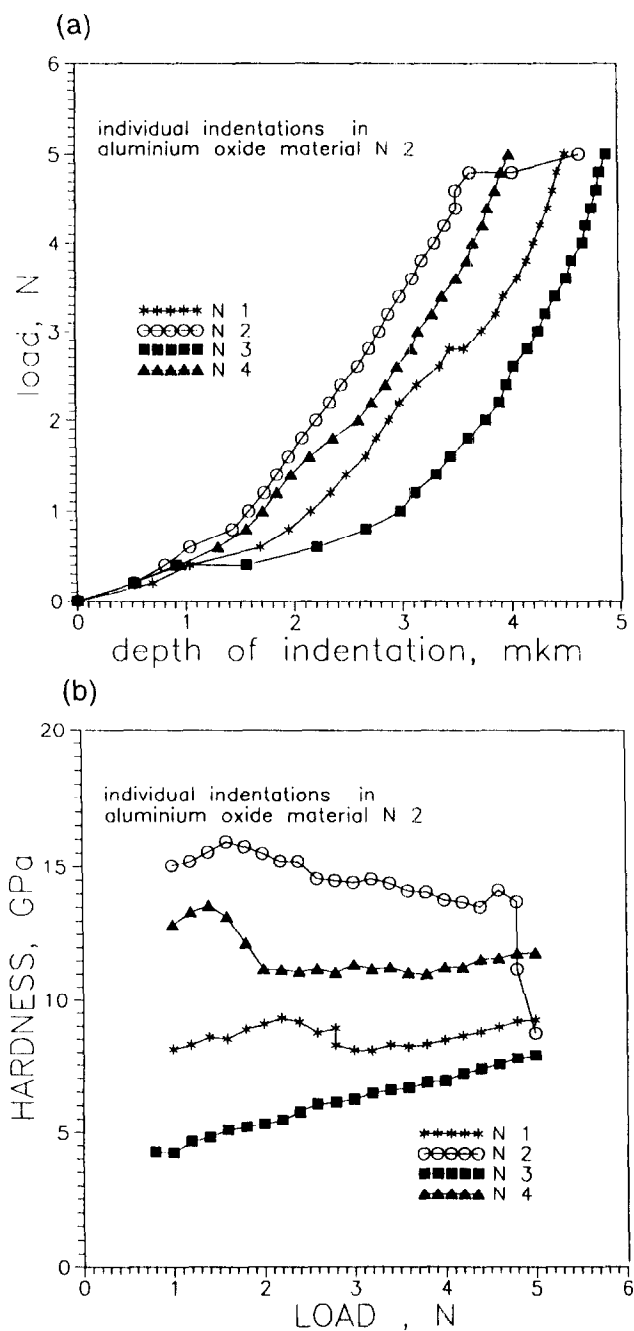 (a)
6
5
4
3
2
1
0
load, N
individual indentations in
aluminium oxide material N 2
N 1
N 2
N 3
N 4
0 1 2 3 4 5
depth of indentation, mkm
(b)
20
15
10
5
0
HARDNESS, GPa
individual indentations in
aluminium oxide material N 2
N 1
N 2
N 3
N 4
0 1 2 3 4 5 6
LOAD , N